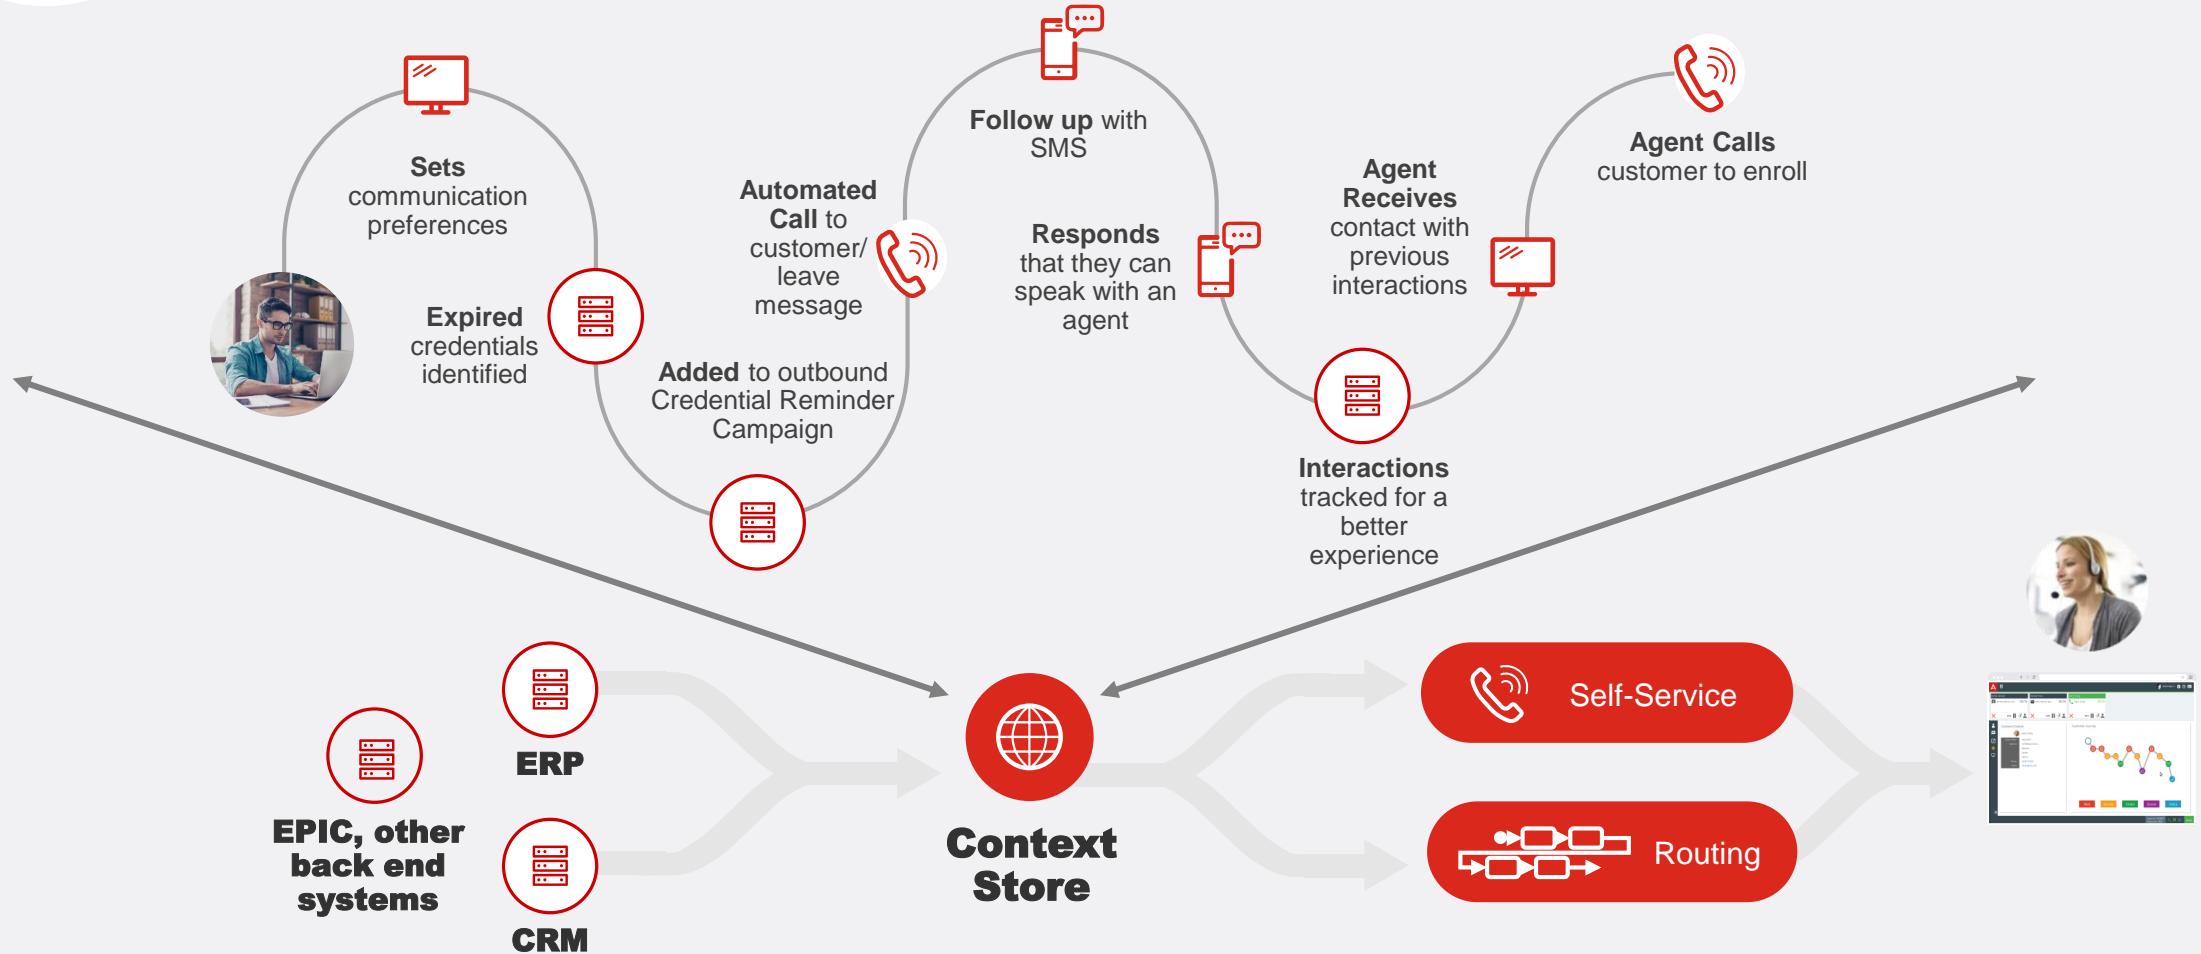 Sets
communication
preferences
Expired
credentials
identified
Added to outbound
Credential Reminder
Campaign
Automated
Call to
customer/
leave
message
Follow up with
SMS
Responds
that they can
speak with an
agent
Interactions
tracked for a
better
experience
Agent
Receives
contact with
previous
interactions
Agent Calls
customer to enroll
EPIC, other
back end
systems
ERP
CRM
Context
Store
Self-Service
Routing